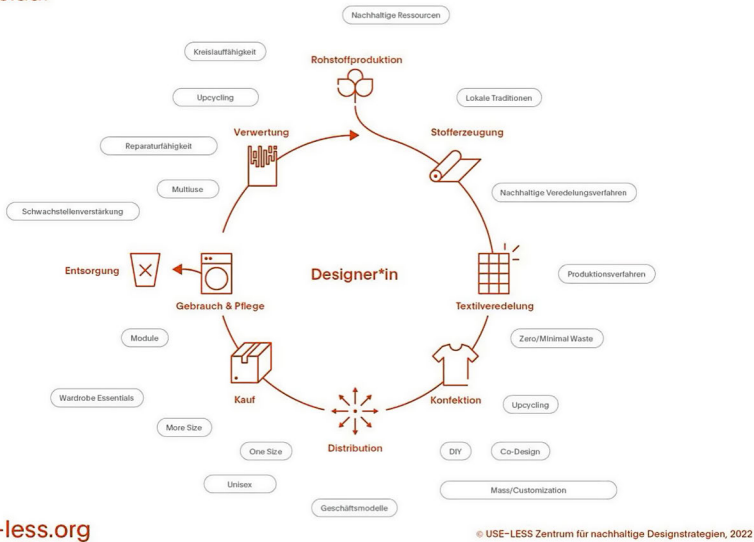 Nachhaltige Ressourcen
Kreislauffähigkeit
Rohstoffproduktion
Upcycling
Lokale Traditionen
Verwertung
Stofferzeugung
Reparaturfähigkeit
Multiuse
Nachhaltige Veredelungsverfahren
Schwachstellenverstärkung
Entsorgung
Designer*in
Produktionsverfahren
Gebrauch & Pflege
Textilveredelung
Module
Zero/Minimal Waste
Wardrobe Essentials
Kauf
Konfektion
Upcycling
More Size
One Size
Distribution
DIY
Co-Design
Unisex
Mass/Customization
Geschäftsmodelle
-less.org
© USE-LESS Zentrum für nachhaltige Designstrategien, 2022